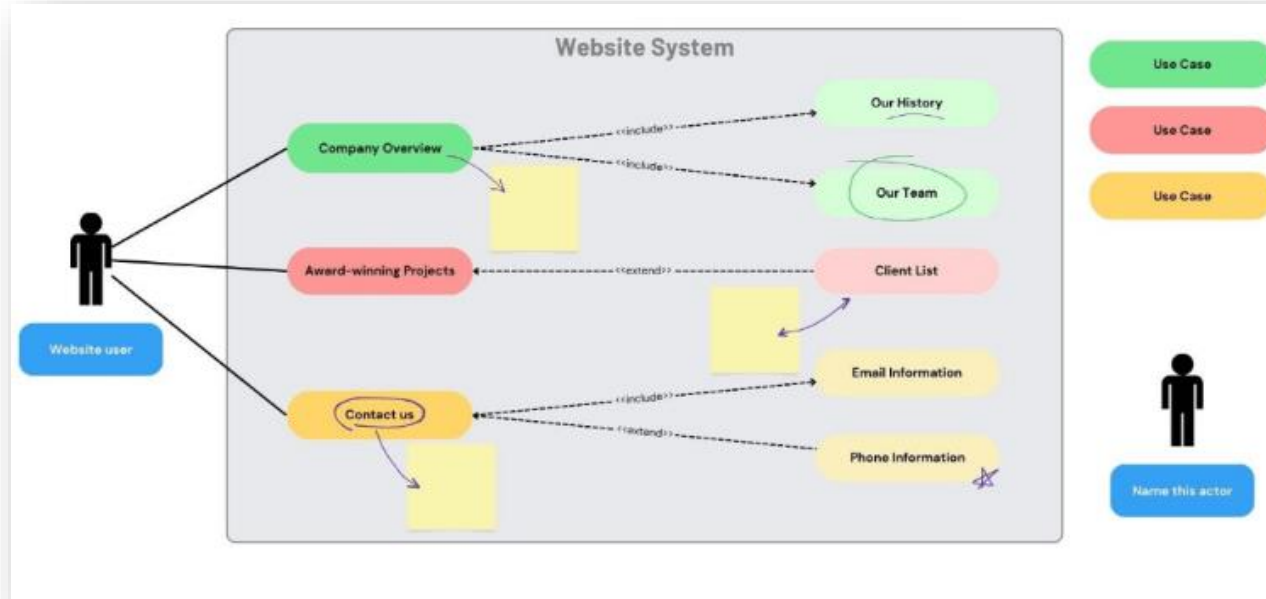 Website System
Use Case
Our History
<<include>>
Use Case
Company Overview
<<include>>
Our Team
Use Case
Award-winning Projects
<<extend>>
Client List
Website user
Email Information
<<include>>
Contact us
<<extend>>
Phone Information
Name this actor